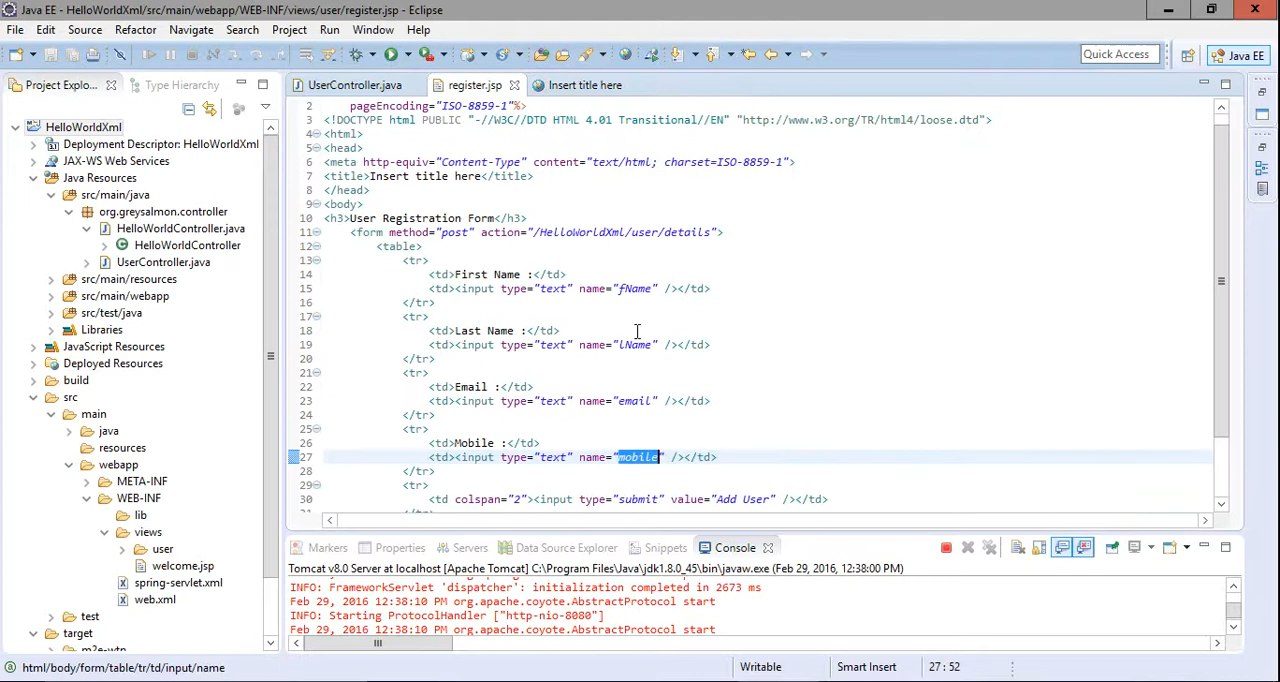 Java EE - HelloWorldXml/src/main/webapp/WEB-INF/views/user/register.jsp - Eclipse
File Edit Source Refactor Navigate Search Project Run Window Help
Quick Access
Java EE
Project Explo...
Type Hierarchy
UserController.java
register.jsp
Insert title here
HelloWorldXml
Deployment Descriptor: HelloWorldXml
JAX-WS Web Services
Java Resources
src/main/java
org.greysalmon.controller
HelloWorldController.java
HelloWorldController
UserController.java
src/main/resources
src/main/webapp
src/test/java
Libraries
JavaScript Resources
Deployed Resources
build
src
main
java
resources
webapp
META-INF
WEB-INF
lib
views
user
welcome.jsp
spring-servlet.xml
web.xml
test
target
m2e-wtp
2 pageEncoding="ISO-8859-1"%>
3 <!DOCTYPE html PUBLIC "-//W3C//DTD HTML 4.01 Transitional//EN" "http://www.w3.org/TR/html4/loose.dtd">
4 <html>
5 <head>
6 <meta http-equiv="Content-Type" content="text/html; charset=ISO-8859-1">
7 <title>Insert title here</title>
8 </head>
9 <body>
10 <h3>User Registration Form</h3>
11 <form method="post" action="/HelloWorldXml/user/details">
12 <table>
13 <tr>
14 <td>First Name :</td>
15 <td><input type="text" name="fName" /></td>
16 </tr>
17 <tr>
18 <td>Last Name :</td>
19 <td><input type="text" name="lName" /></td>
20 </tr>
21 <tr>
22 <td>Email :</td>
23 <td><input type="text" name="email" /></td>
24 </tr>
25 <tr>
26 <td>Mobile :</td>
27 <td><input type="text" name="mobile" /></td>
28 </tr>
29 <tr>
30 <td colspan="2"><input type="submit" value="Add User" /></td>
Markers Properties Servers Data Source Explorer Snippets Console
Tomcat v8.0 Server at localhost [Apache Tomcat] C:\Program Files\Java\jdk1.8.0_45\bin\javaw.exe (Feb 29, 2016, 12:38:00 PM)
INFO: FrameworkServlet 'dispatcher': initialization completed in 2673 ms
Feb 29, 2016 12:38:10 PM org.apache.coyote.AbstractProtocol start
INFO: Starting ProtocolHandler ["http-nio-8080"]
Feb 29, 2016 12:38:10 PM org.apache.coyote.AbstractProtocol start
html/body/form/table/tr/td/input/name
Writable
Smart Insert
27 : 52